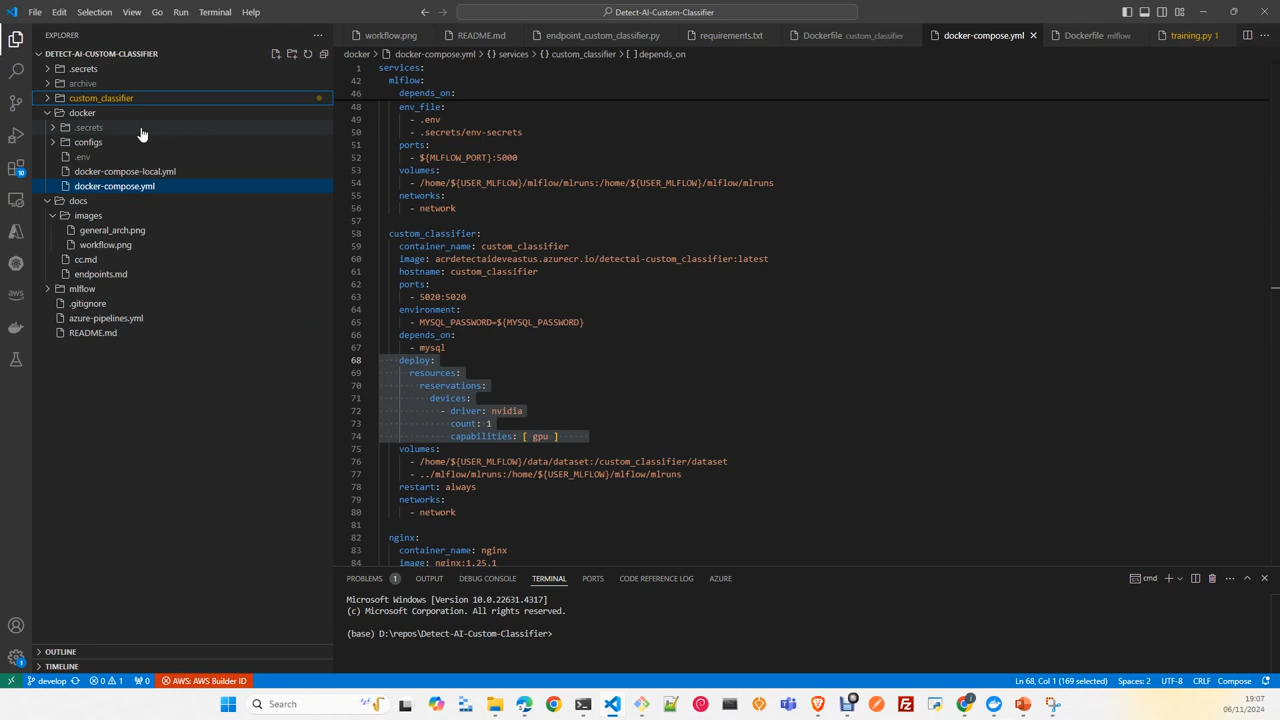 File Edit Selection View Go Run Terminal Help
Detect-AI-Custom-Classifier
EXPLORER
workflow.png README.md endpoint_custom_classifier.py requirements.txt Dockerfile custom_classifier docker-compose.yml Dockerfile mlflow training.py 1
DETECT-AI-CUSTOM-CLASSIFIER
docker > docker-compose.yml > {} services > {} custom_classifier > [ ] depends_on
.secrets
archive
custom_classifier
docker
.secrets
configs
.env
docker-compose-local.yml
docker-compose.yml
docs
images
general_arch.png
workflow.png
cc.md
endpoints.md
mlflow
.gitignore
azure-pipelines.yml
README.md
OUTLINE
TIMELINE
10
1
1 services:
42 mlflow:
46 depends_on:
48 env_file:
49 - .env
50 - .secrets/env-secrets
51 ports:
52 - ${MLFLOW_PORT}:5000
53 volumes:
54 - /home/${USER_MLFLOW}/mlflow/mlruns:/home/${USER_MLFLOW}/mlflow/mlruns
55 networks:
56 - network
57
58 custom_classifier:
59 container_name: custom_classifier
60 image: acrdetectaideveastus.azurecr.io/detectai-custom_classifier:latest
61 hostname: custom_classifier
62 ports:
63 - 5020:5020
64 environment:
65 - MYSQL_PASSWORD=${MYSQL_PASSWORD}
66 depends_on:
67 - mysql
68 deploy:
69 resources:
70 reservations:
71 devices:
72 - driver: nvidia
73 count: 1
74 capabilities: [ gpu ]
75 volumes:
76 - /home/${USER_MLFLOW}/data/dataset:/custom_classifier/dataset
77 - ../mlflow/mlruns:/home/${USER_MLFLOW}/mlflow/mlruns
78 restart: always
79 networks:
80 - network
81
82 nginx:
83 container_name: nginx
84 image: nginx:1.25.1
PROBLEMS 1 OUTPUT DEBUG CONSOLE TERMINAL PORTS CODE REFERENCE LOG AZURE
cmd
Microsoft Windows [Version 10.0.22631.4317]
(c) Microsoft Corporation. All rights reserved.
(base) D:\repos\Detect-AI-Custom-Classifier>
develop 0 1 0 AWS: AWS Builder ID Ln 68, Col 1 (169 selected) Spaces: 2 UTF-8 CRLF Compose
Search
19:07
06/11/2024